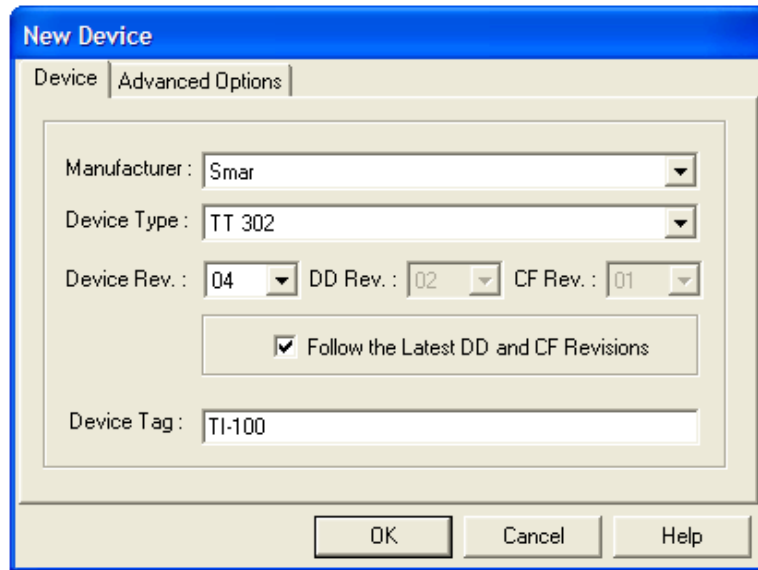 New Device
Device Advanced Options
Manufacturer : Smar
Device Type : TT 302
Device Rev. : 04 DD Rev. : 02 CF Rev. : 01
Follow the Latest DD and CF Revisions
Device Tag : TI-100
OK Cancel Help